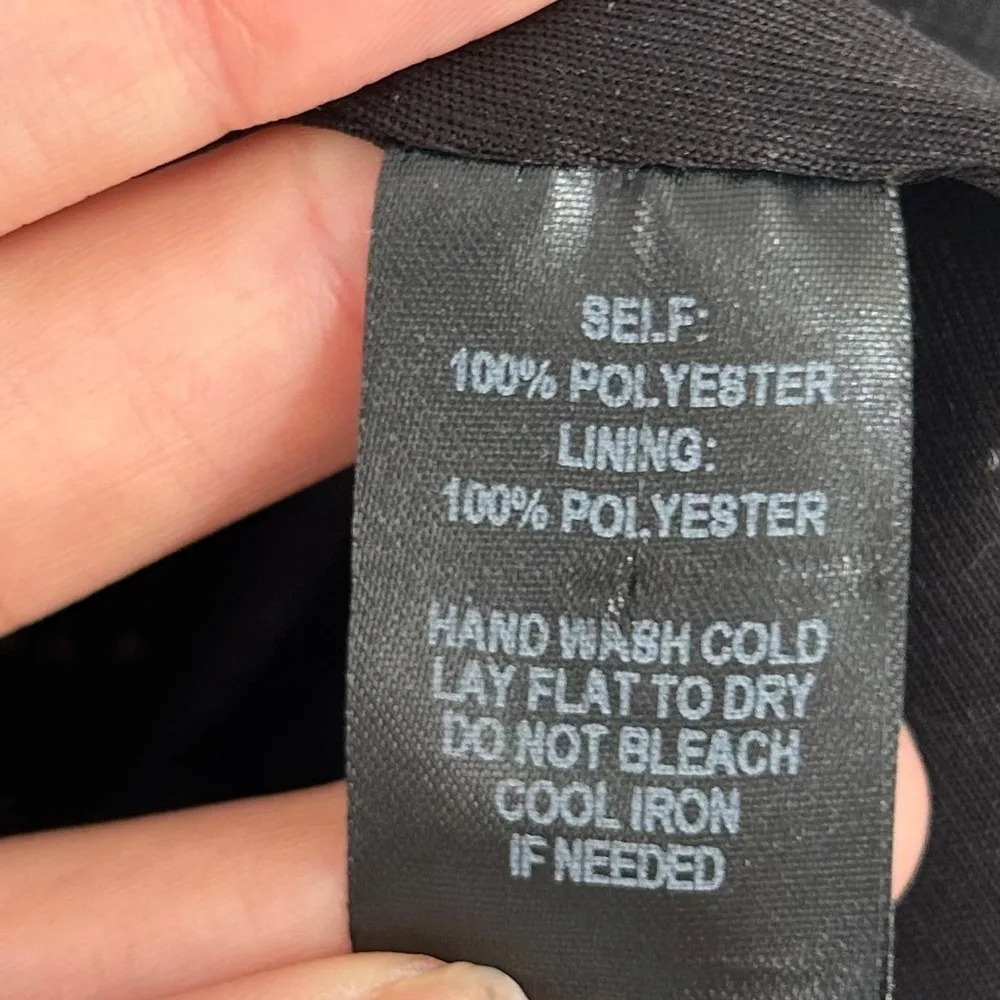 SELF:
100% POLYESTER
LINING:
100% POLYESTER
HAND WASH COLD
LAY FLAT TO DRY
DO NOT BLEACH
COOL IRON
IF NEEDED